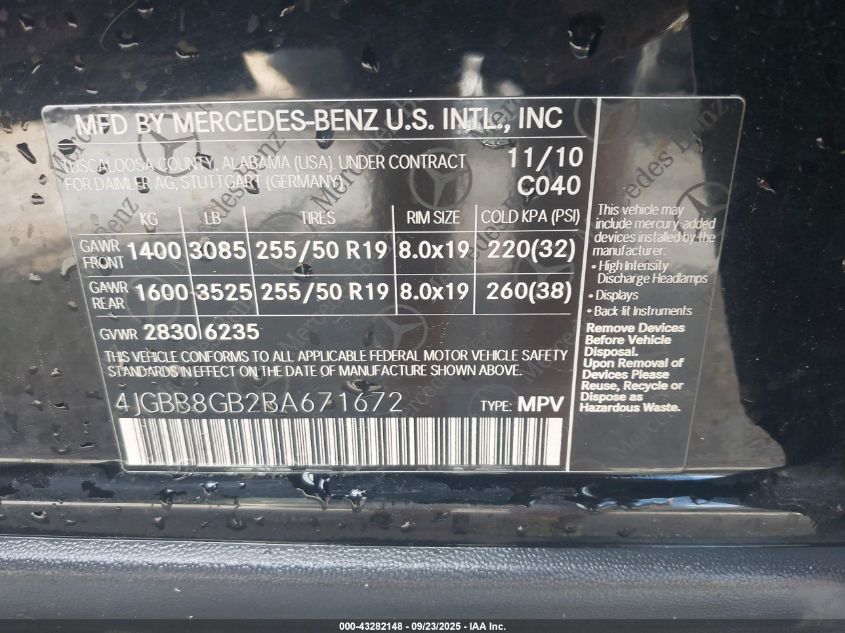 MFD BY MERCEDES-BENZ U.S. INTL., INC
TUSCALOOSA COUNTY, ALABAMA (USA) UNDER CONTRACT 11/10
FOR DAIMLER AG, STUTTGART (GERMANY) C040
KG LB TIRES RIM SIZE COLD KPA (PSI)
GAWR FRONT 1400 3085 255/50 R19 8.0x19 220(32)
GAWR REAR 1600 3525 255/50 R19 8.0x19 260(38)
GVWR 2830 6235
THIS VEHICLE CONFORMS TO ALL APPLICABLE FEDERAL MOTOR VEHICLE SAFETY
STANDARDS IN EFFECT ON THE DATE OF MANUFACTURE SHOWN ABOVE.
4JGBB8GB2BA671672 TYPE: MPV
This vehicle may
include mercury-added
devices installed by the
manufacturer:
• High Intensity
Discharge Headlamps
• Displays
• Back-lit Instruments
Remove Devices
Before Vehicle
Disposal.
Upon Removal of
Devices Please
Reuse, Recycle or
Dispose as
Hazardous Waste.
Mercedes Benz
000-43282148 - 09/23/2025 - IAA Inc.